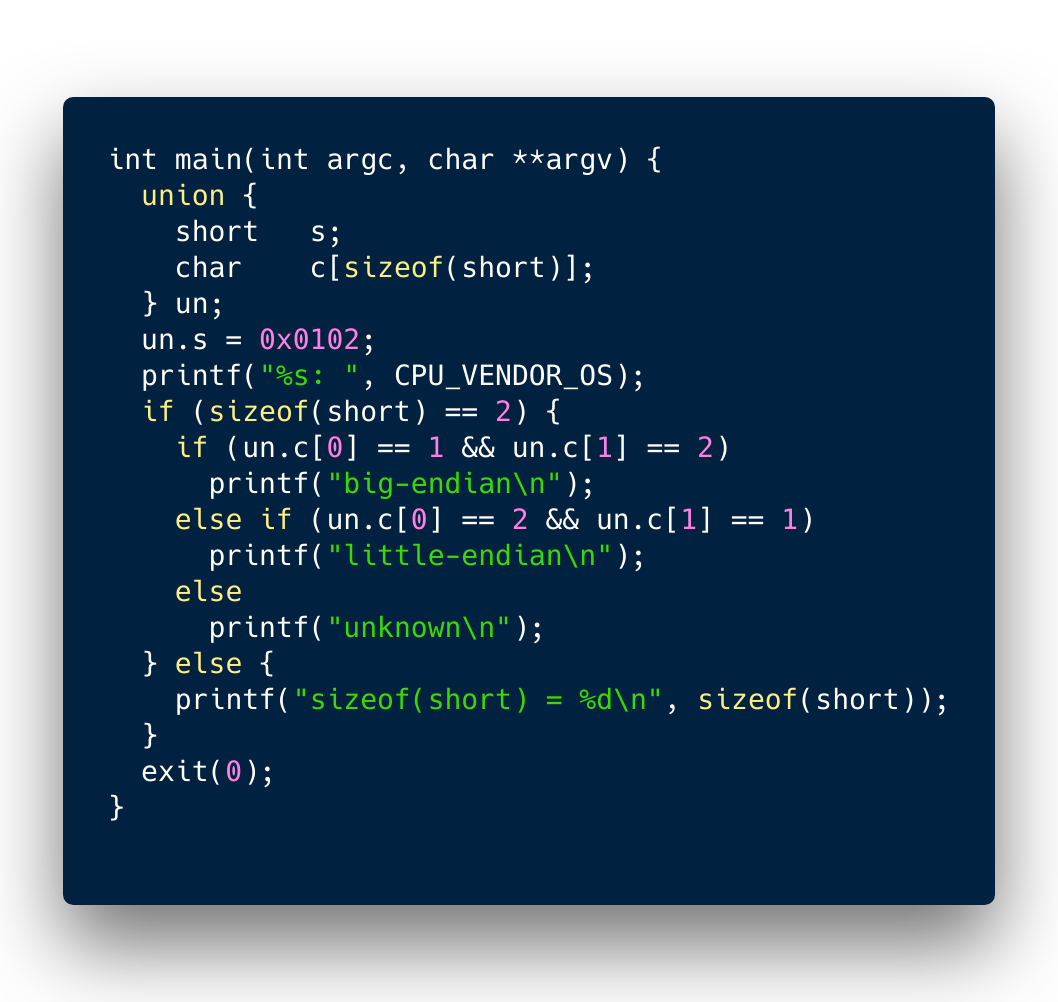 int main(int argc, char **argv) {
  union {
    short   s;
    char    c[sizeof(short)];
  } un;
  un.s = 0x0102;
  printf("%s: ", CPU_VENDOR_OS);
  if (sizeof(short) == 2) {
    if (un.c[0] == 1 && un.c[1] == 2)
      printf("big-endian\n");
    else if (un.c[0] == 2 && un.c[1] == 1)
      printf("little-endian\n");
    else
      printf("unknown\n");
  } else {
    printf("sizeof(short) = %d\n", sizeof(short));
  }
  exit(0);
}